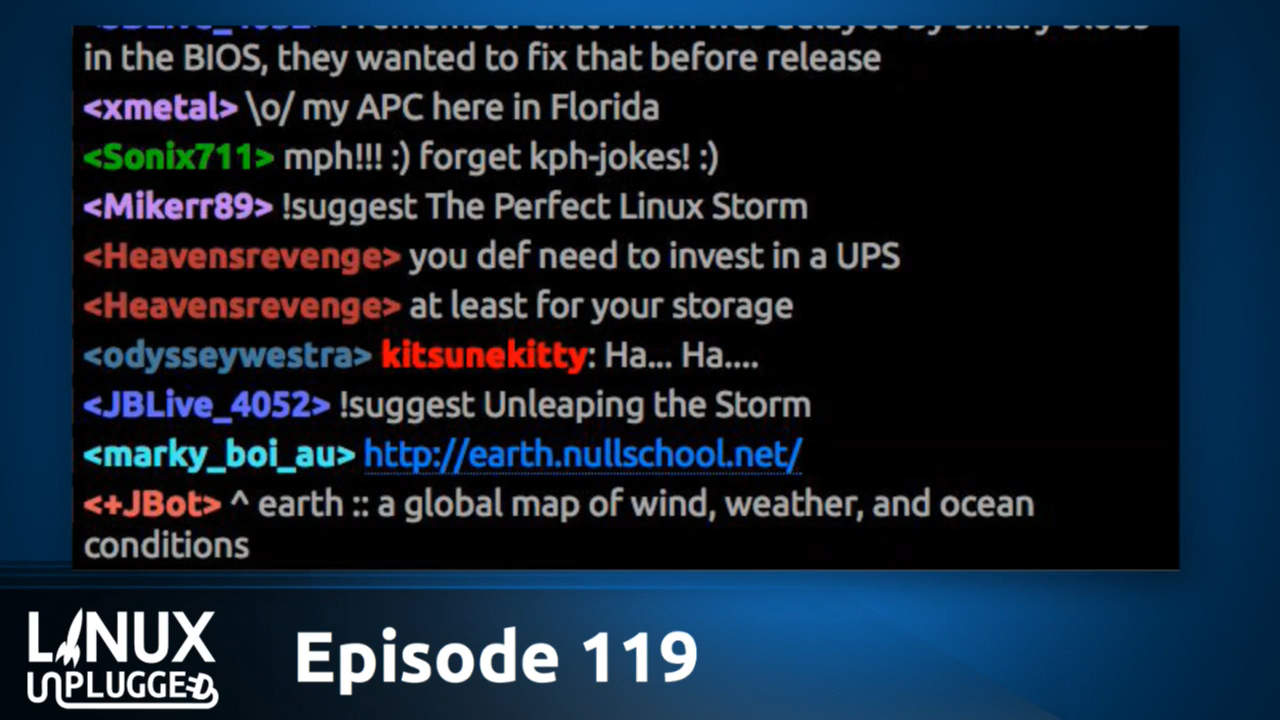 in the BIOS, they wanted to fix that before release
<xmetal> \o/ my APC here in Florida
<Sonix711> mph!!! :) forget kph-jokes! :)
<Mikerr89> !suggest The Perfect Linux Storm
<Heavensrevenge> you def need to invest in a UPS
<Heavensrevenge> at least for your storage
<odysseywestra> kitsunekitty: Ha... Ha....
<JBLive_4052> !suggest Unleaping the Storm
<marky_boi_au> http://earth.nullschool.net/
<+JBot> ^ earth :: a global map of wind, weather, and ocean
conditions
LINUX
UNPLUGGED
Episode 119